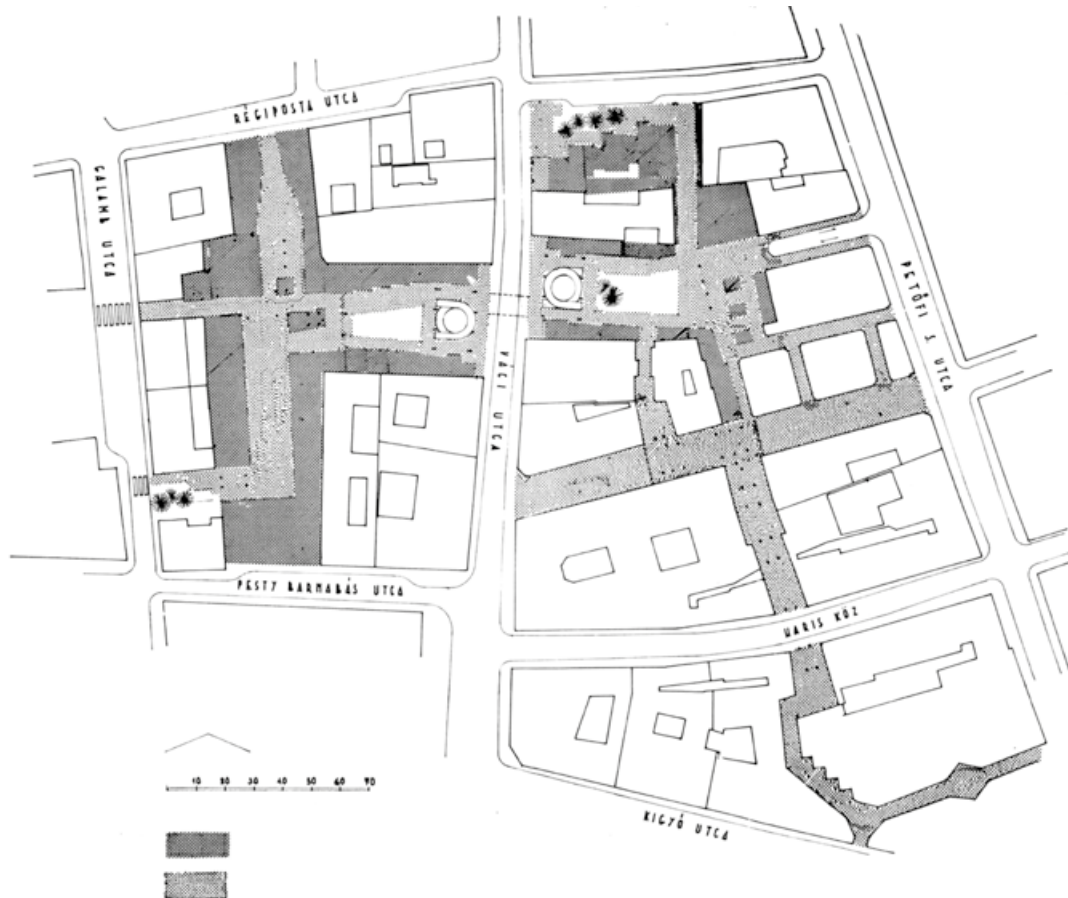 RÉGIPOSTA UTCA
GALAMB UTCA
VÁCI UTCA
PETŐFI S. UTCA
PESTI BARNABÁS UTCA
HARIS KÖZ
10 20 30 40 50 60 70
KIGYÓ UTCA